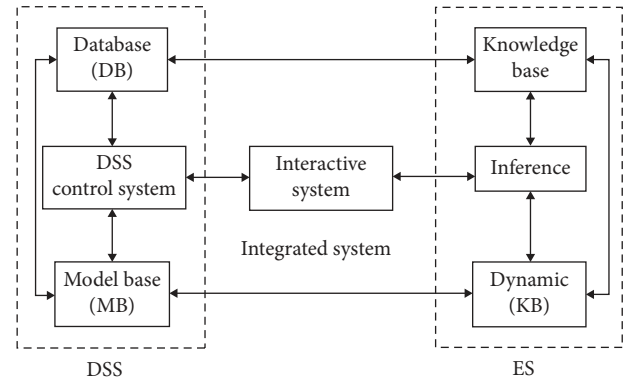 Database
(DB)
Knowledge
base
DSS
control system
Interactive
system
Inference
Integrated system
Model base
(MB)
Dynamic
(KB)
DSS
ES